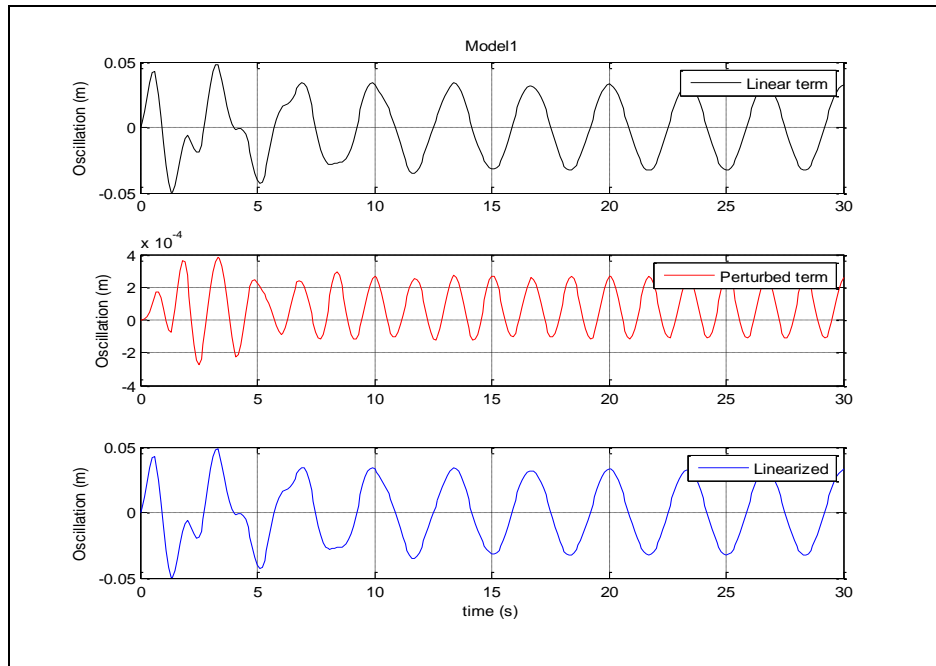 Model1
0.05
0
-0.05
Oscillation (m)
Linear term
0 5 10 15 20 25 30
x 10-4
4
2
0
-2
-4
Oscillation (m)
Perturbed term
0 5 10 15 20 25 30
0.05
0
-0.05
Oscillation (m)
Linearized
0 5 10 15 20 25 30
time (s)